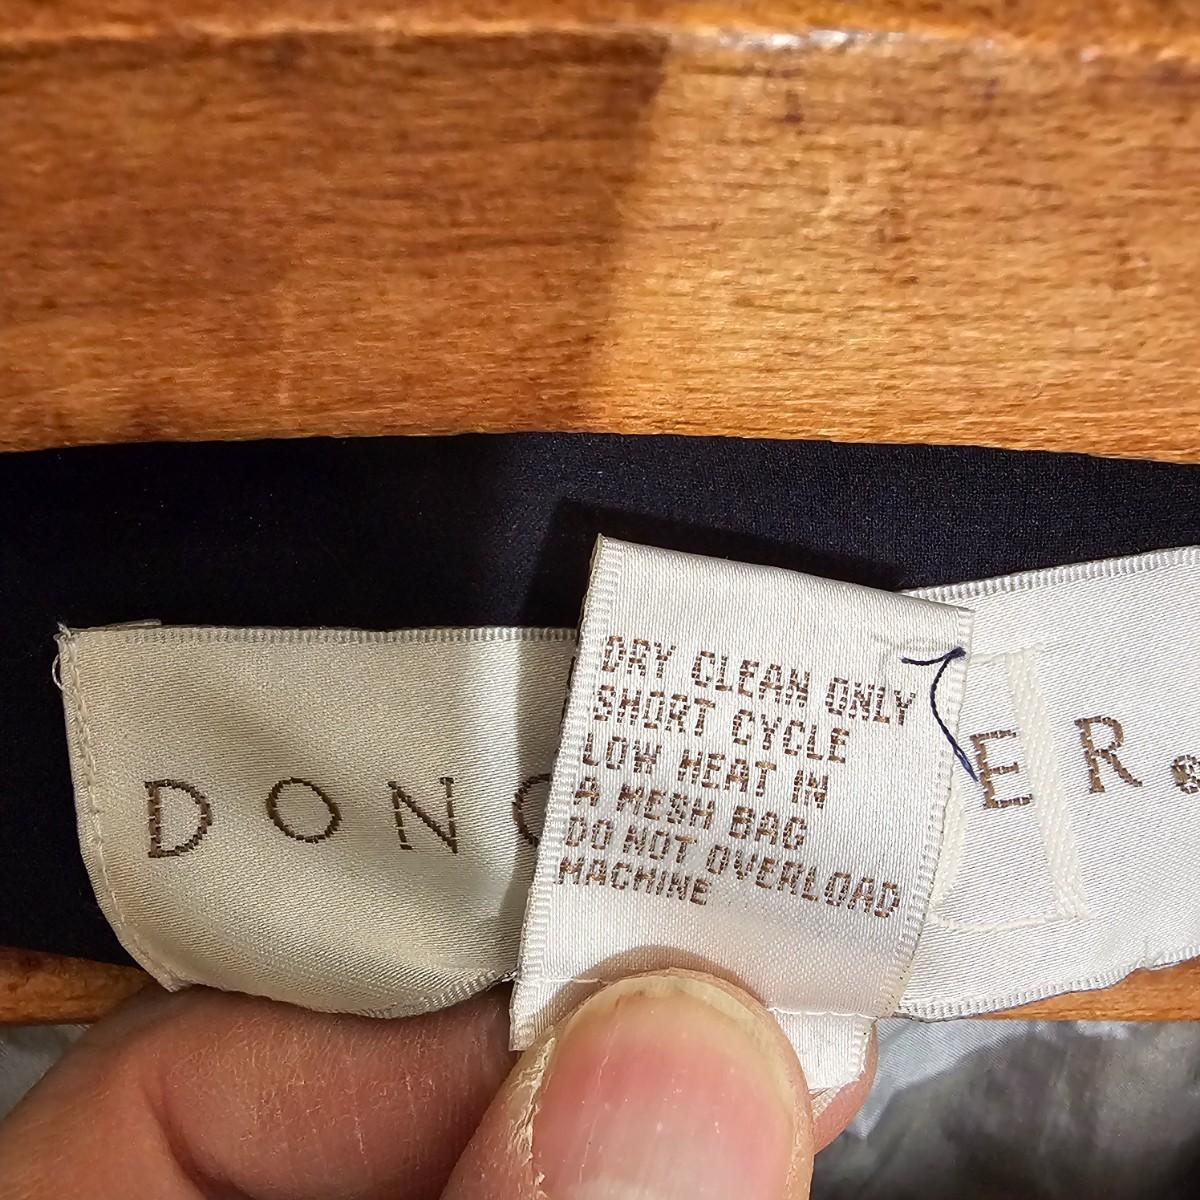 DRY CLEAN ONLY
SHORT CYCLE
LOW HEAT IN
A MESH BAG
DO NOT OVERLOAD
MACHINE
DONC ER®